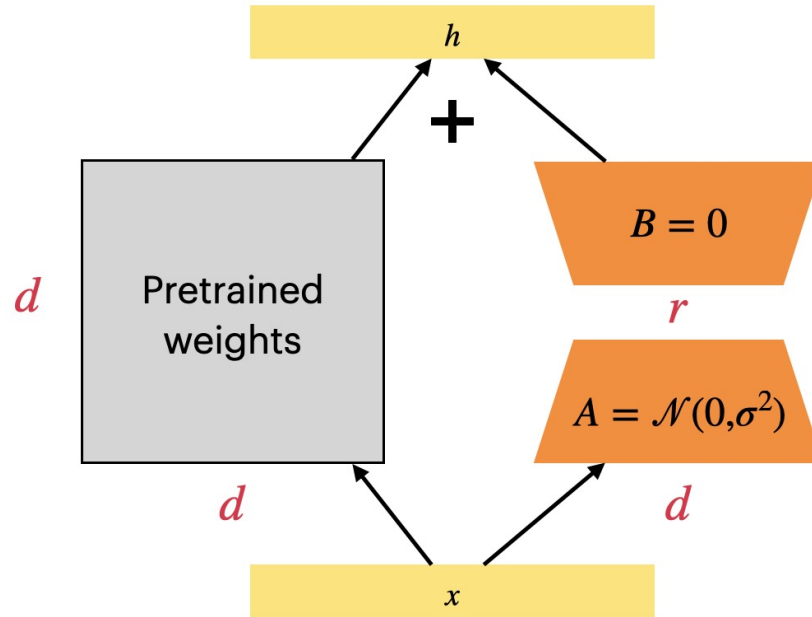 h
+
B = 0
d
Pretrained
weights
r
A = 𝒩(0,σ²)
d
d
x